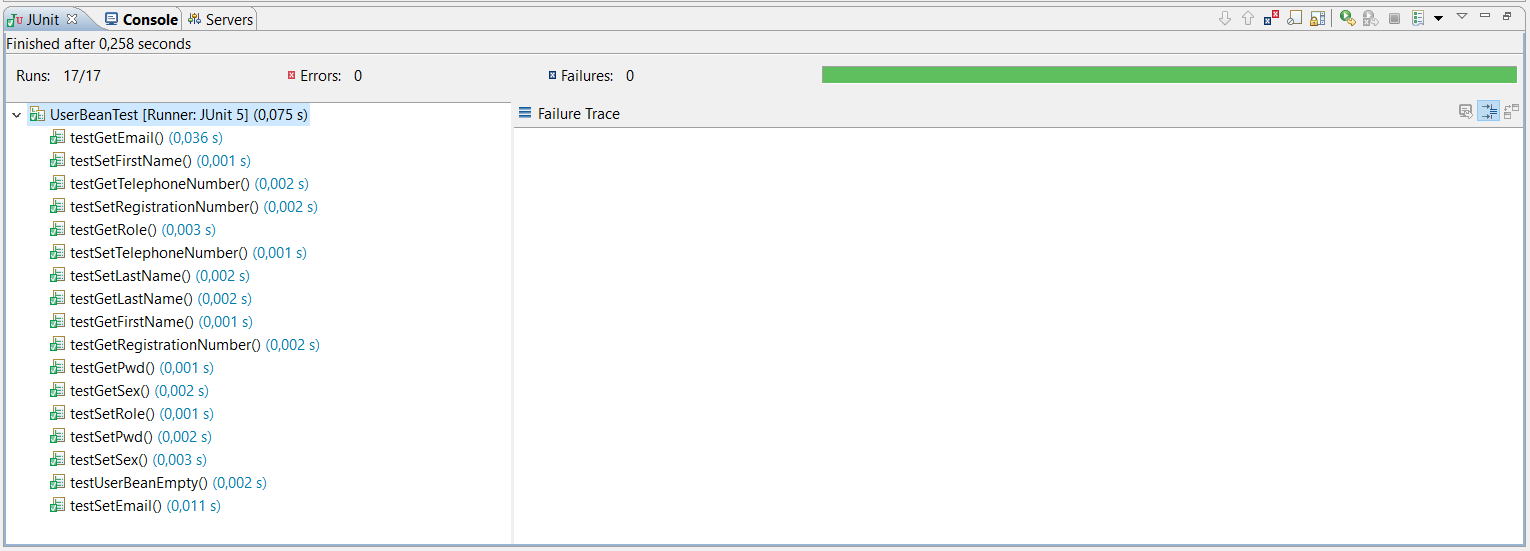 JUnit Console Servers
Finished after 0,258 seconds
Runs: 17/17 Errors: 0 Failures: 0
UserBeanTest [Runner: JUnit 5] (0,075 s)
testGetEmail() (0,036 s)
testSetFirstName() (0,001 s)
testGetTelephoneNumber() (0,002 s)
testSetRegistrationNumber() (0,002 s)
testGetRole() (0,003 s)
testSetTelephoneNumber() (0,001 s)
testSetLastName() (0,002 s)
testGetLastName() (0,002 s)
testGetFirstName() (0,001 s)
testGetRegistrationNumber() (0,002 s)
testGetPwd() (0,001 s)
testGetSex() (0,002 s)
testSetRole() (0,001 s)
testSetPwd() (0,002 s)
testSetSex() (0,003 s)
testUserBeanEmpty() (0,002 s)
testSetEmail() (0,011 s)
Failure Trace